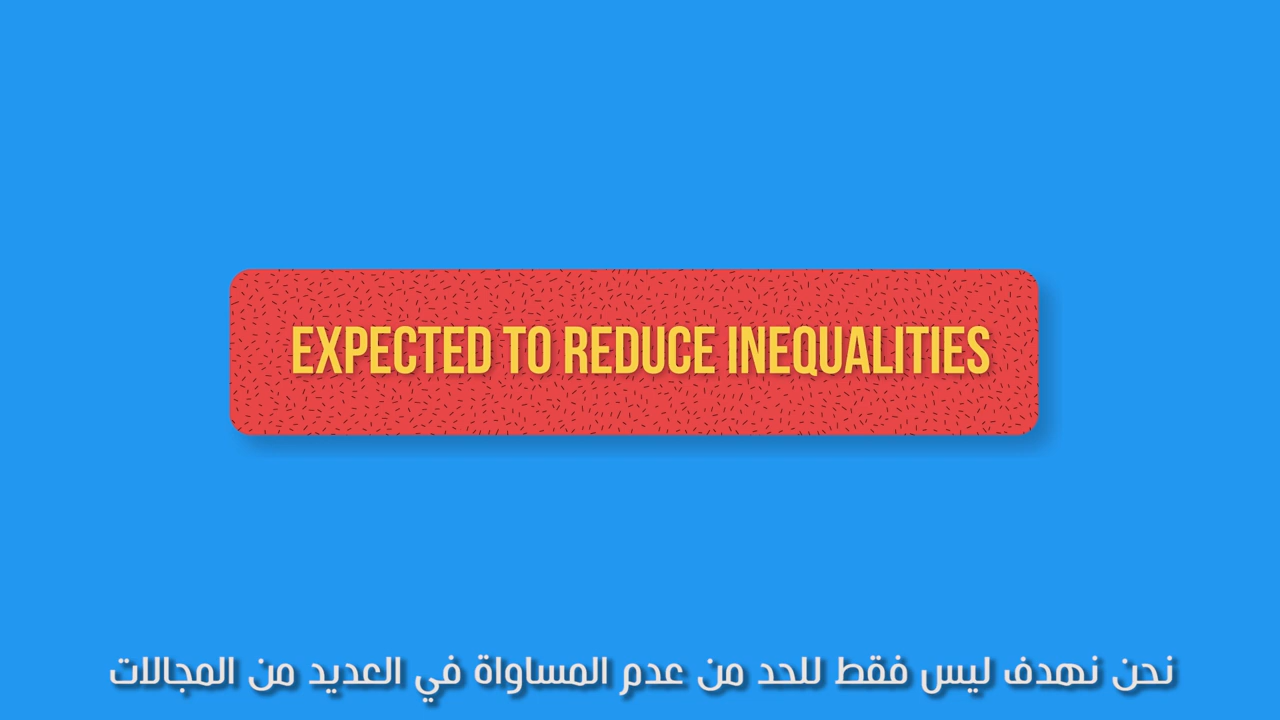 EXPECTED TO REDUCE INEQUALITIES
نحن نهدف ليس فقط للحد من عدم المساواة في العديد من المجالات